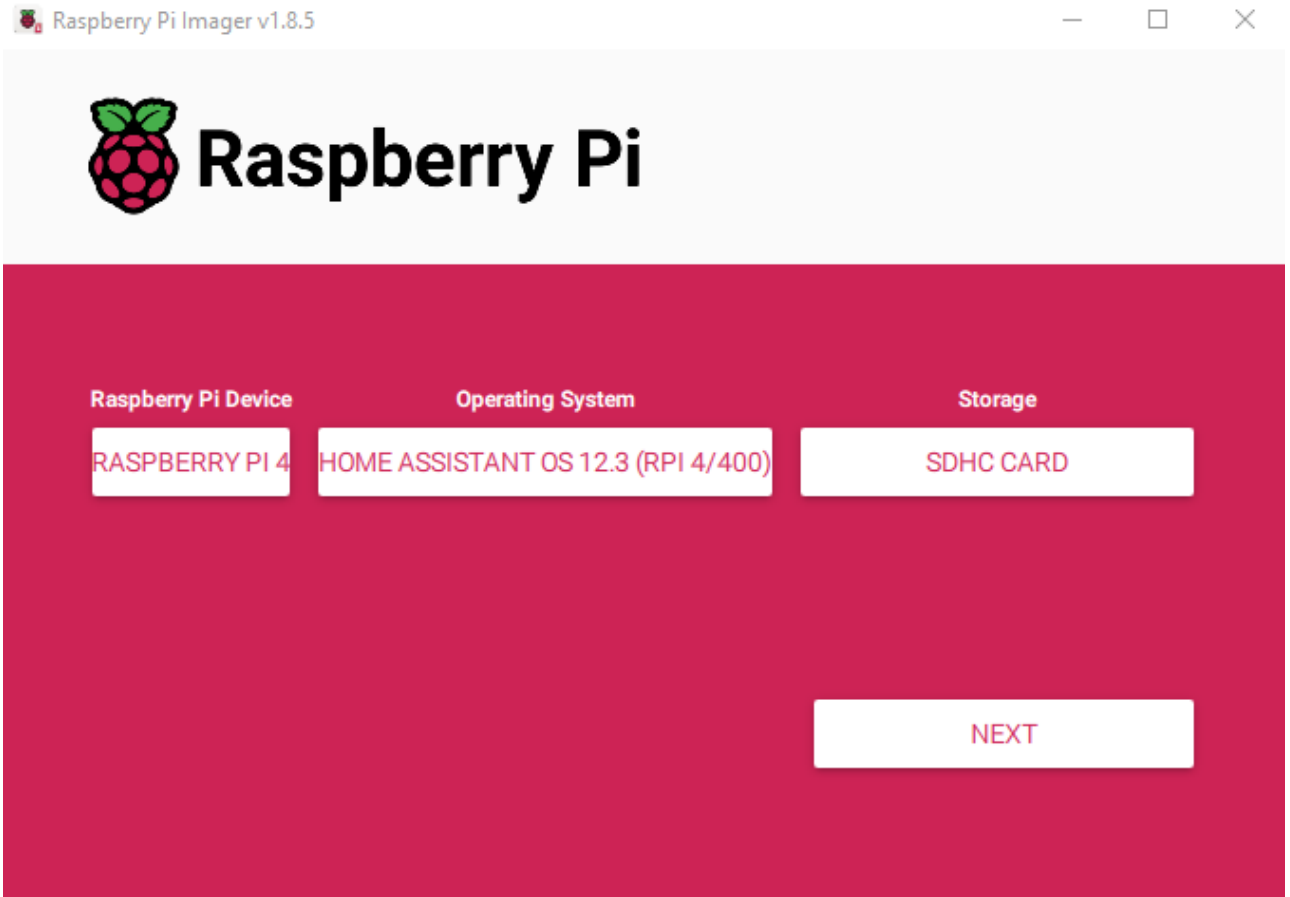 Raspberry Pi Imager v1.8.5
Raspberry Pi
Raspberry Pi Device
Operating System
Storage
RASPBERRY PI 4
HOME ASSISTANT OS 12.3 (RPI 4/400)
SDHC CARD
NEXT